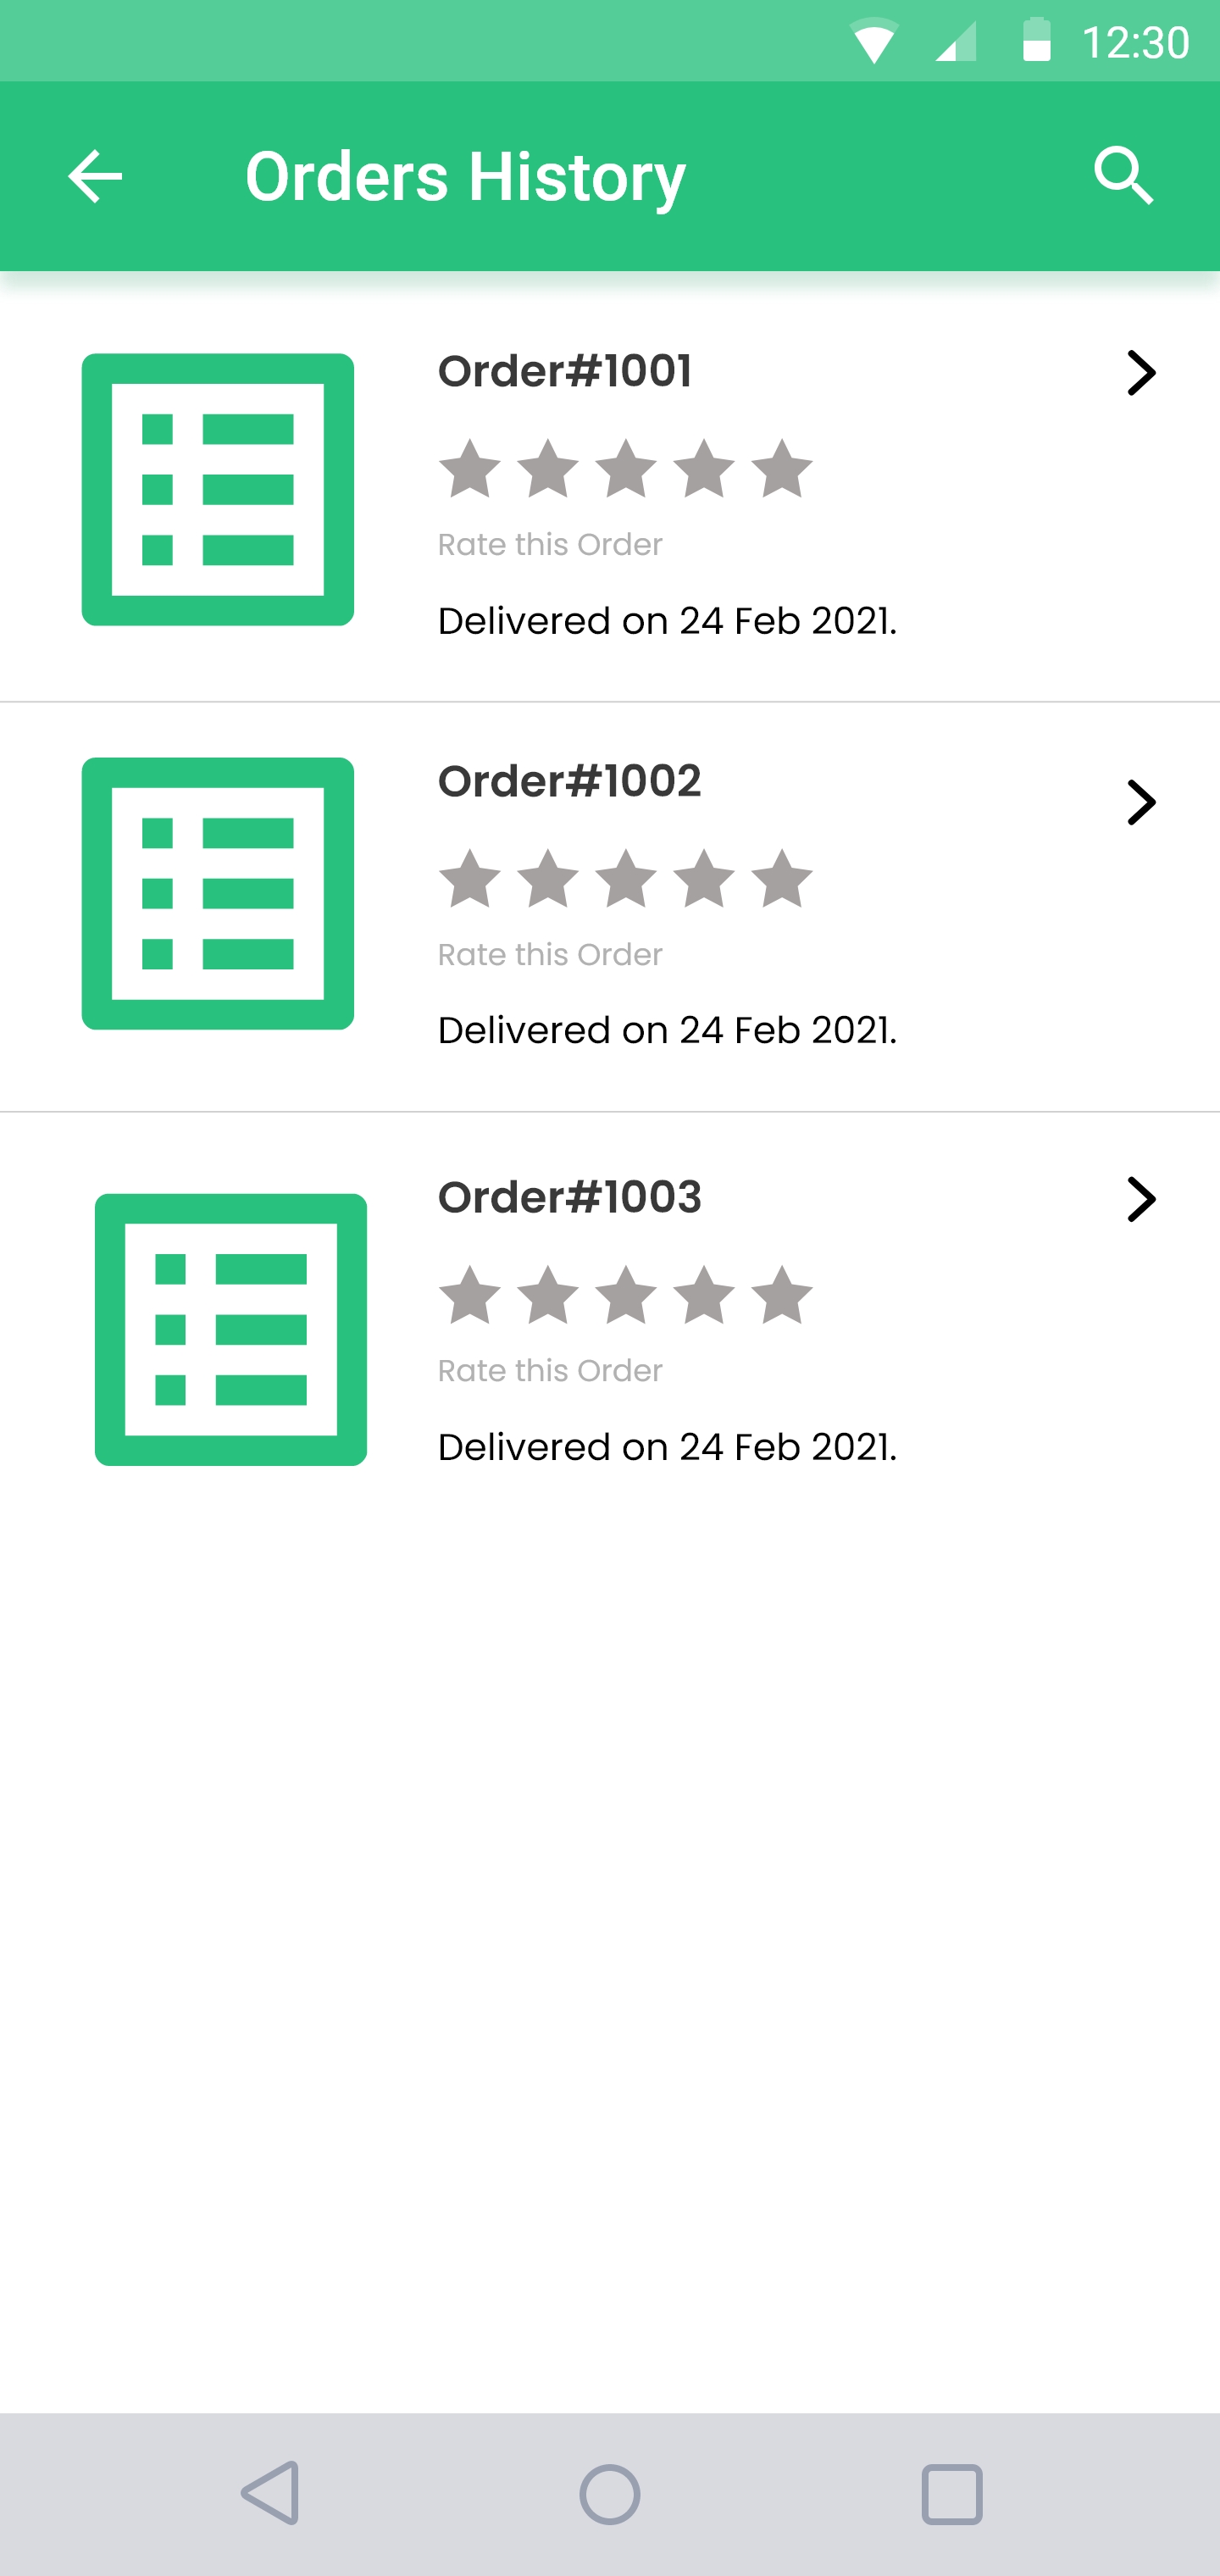 12:30
Orders History
Order#1001
Rate this Order
Delivered on 24 Feb 2021.
Order#1002
Rate this Order
Delivered on 24 Feb 2021.
Order#1003
Rate this Order
Delivered on 24 Feb 2021.